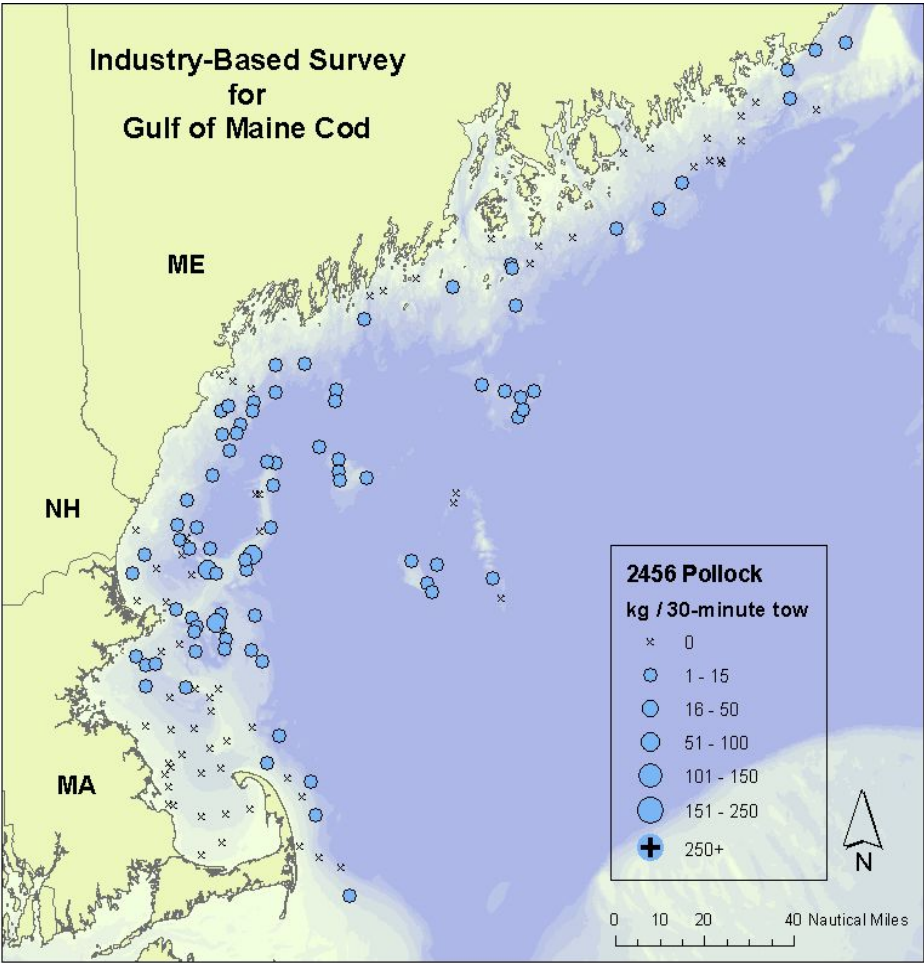 Industry-Based Survey
for
Gulf of Maine Cod
ME
NH
MA
2456 Pollock
kg / 30-minute tow
0
1 - 15
16 - 50
51 - 100
101 - 150
151 - 250
250+
N
0 10 20 40 Nautical Miles